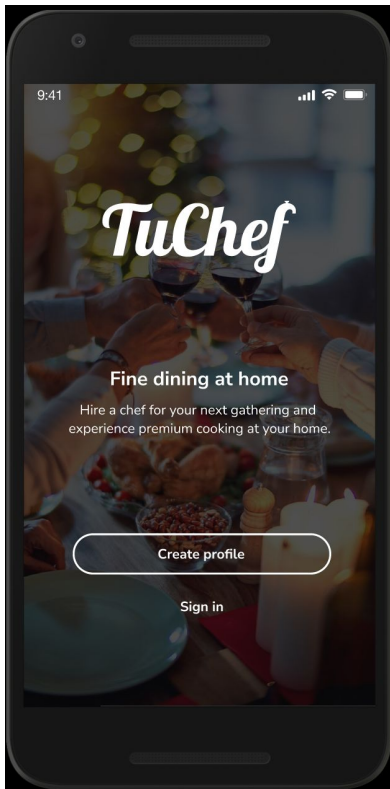 9:41
TuChef
Fine dining at home
Hire a chef for your next gathering and
experience premium cooking at your home.
Create profile
Sign in